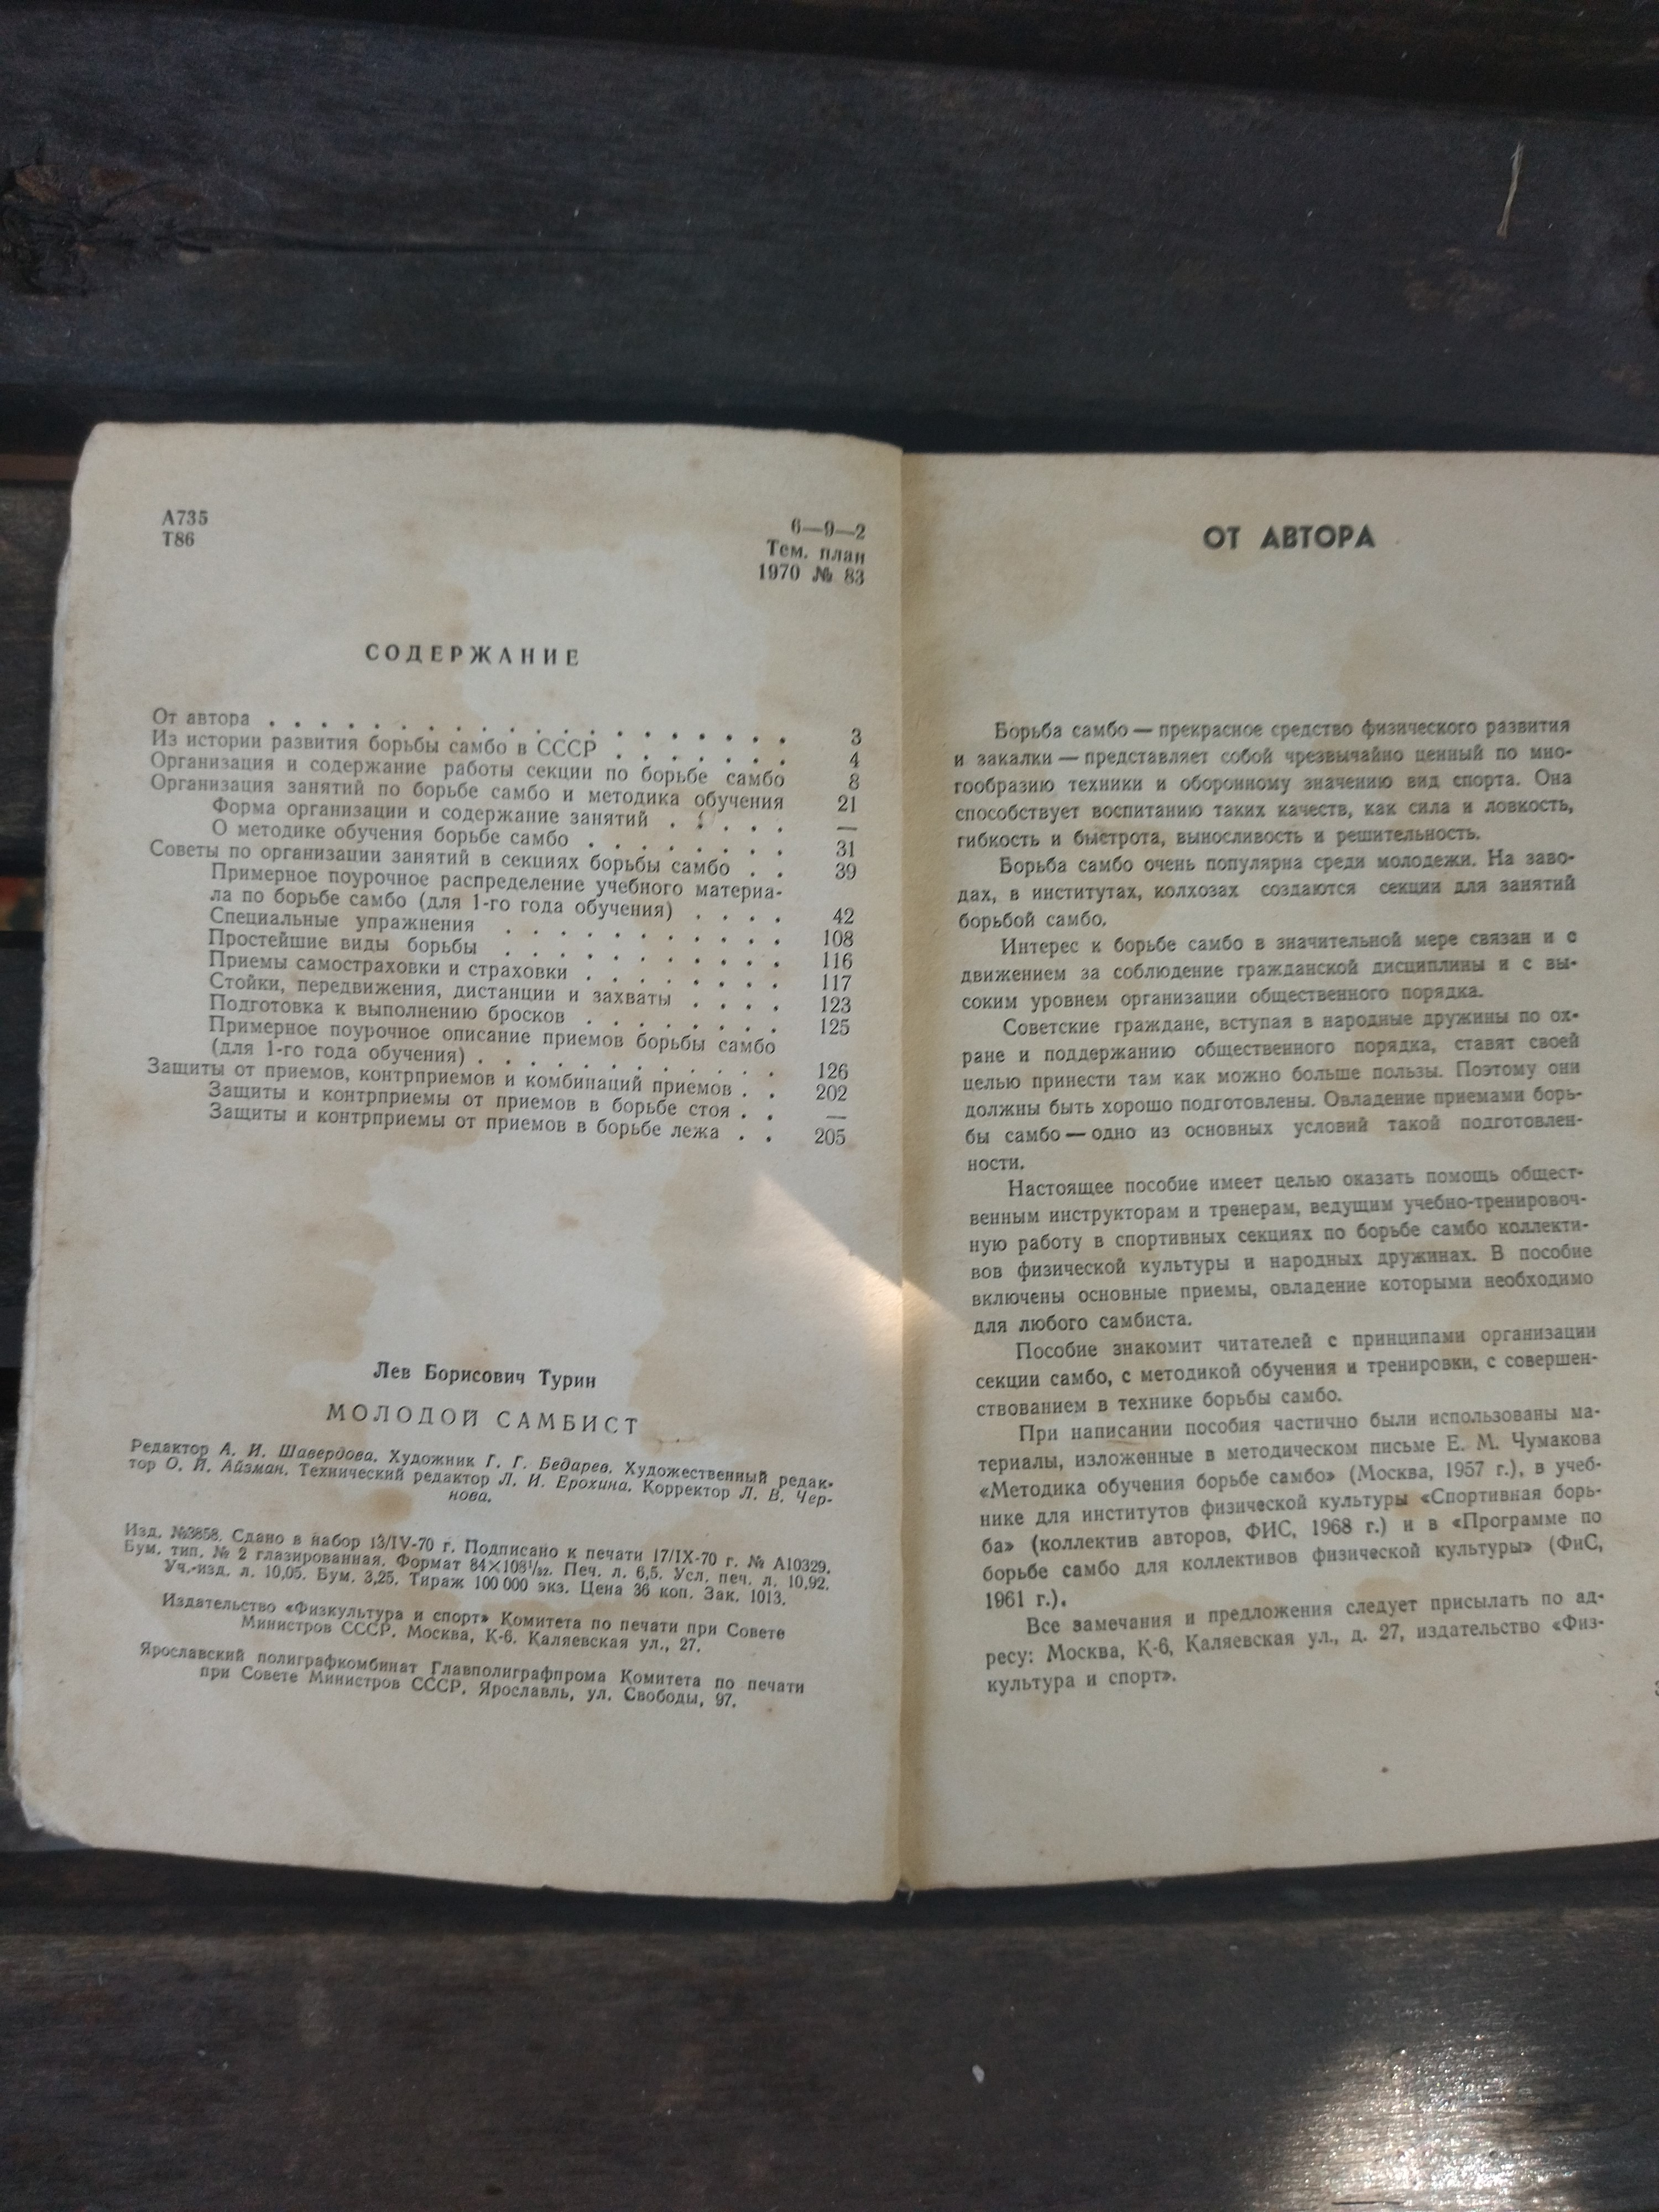 А735
Т86
6—9—2
Тем. план
1970 № 83
СОДЕРЖАНИЕ
От автора . . . . . . . . . . . . . . . . . . . . 3
Из истории развития борьбы самбо в СССР . . . . . . . 4
Организация и содержание работы секции по борьбе самбо 8
Организация занятий по борьбе самбо и методика обучения 21
Форма организации и содержание занятий . . . . . —
О методике обучения борьбе самбо . . . . . . . . 31
Советы по организации занятий в секциях борьбы самбо . . 39
Примерное поурочное распределение учебного материа-
ла по борьбе самбо (для 1-го года обучения) . . . . 42
Специальные упражнения . . . . . . . . . . . 108
Простейшие виды борьбы . . . . . . . . . . . 116
Приемы самостраховки и страховки . . . . . . . . 117
Стойки, передвижения, дистанции и захваты . . . . 123
Подготовка к выполнению бросков . . . . . . . . 125
Примерное поурочное описание приемов борьбы самбо
(для 1-го года обучения) . . . . . . . . . . . . 126
Защиты от приемов, контрприемов и комбинаций приемов . . 202
Защиты и контрприемы от приемов в борьбе стоя . . —
Защиты и контрприемы от приемов в борьбе лежа . . 205
Лев Борисович Турин
МОЛОДОЙ САМБИСТ
Редактор А. И. Шавердова. Художник Г. Г. Бедарев. Художественный редак-
тор О. И. Айзман. Технический редактор Л. И. Ерохина. Корректор Л. В. Чер-
нова.
Изд. №3858. Сдано в набор 13/IV-70 г. Подписано к печати 17/IX-70 г. № А10329.
Бум. тип. № 2 глазированная. Формат 84×108¹/₃₂. Печ. л. 6,5. Усл. печ. л. 10,92.
Уч.-изд. л. 10,05. Бум. 3,25. Тираж 100 000 экз. Цена 36 коп. Зак. 1013.
Издательство «Физкультура и спорт» Комитета по печати при Совете
Министров СССР. Москва, К-6. Каляевская ул., 27.
Ярославский полиграфкомбинат Главполиграфпрома Комитета по печати
при Совете Министров СССР. Ярославль, ул. Свободы, 97.
ОТ АВТОРА
Борьба самбо — прекрасное средство физического развития
и закалки — представляет собой чрезвычайно ценный по мно-
гообразию техники и оборонному значению вид спорта. Она
способствует воспитанию таких качеств, как сила и ловкость,
гибкость и быстрота, выносливость и решительность.
Борьба самбо очень популярна среди молодежи. На заво-
дах, в институтах, колхозах создаются секции для занятий
борьбой самбо.
Интерес к борьбе самбо в значительной мере связан и с
движением за соблюдение гражданской дисциплины и с вы-
соким уровнем организации общественного порядка.
Советские граждане, вступая в народные дружины по ох-
ране и поддержанию общественного порядка, ставят своей
целью принести там как можно больше пользы. Поэтому они
должны быть хорошо подготовлены. Овладение приемами борь-
бы самбо — одно из основных условий такой подготовлен-
ности.
Настоящее пособие имеет целью оказать помощь общест-
венным инструкторам и тренерам, ведущим учебно-тренировоч-
ную работу в спортивных секциях по борьбе самбо коллекти-
вов физической культуры и народных дружинах. В пособие
включены основные приемы, овладение которыми необходимо
для любого самбиста.
Пособие знакомит читателей с принципами организации
секции самбо, с методикой обучения и тренировки, с совершен-
ствованием в технике борьбы самбо.
При написании пособия частично были использованы ма-
териалы, изложенные в методическом письме Е. М. Чумакова
«Методика обучения борьбе самбо» (Москва, 1957 г.), в учеб-
нике для институтов физической культуры «Спортивная борь-
ба» (коллектив авторов, ФИС, 1968 г.) и в «Программе по
борьбе самбо для коллективов физической культуры» (ФиС,
1961 г.).
Все замечания и предложения следует присылать по ад-
ресу: Москва, К-6, Каляевская ул., д. 27, издательство «Физ-
культура и спорт».